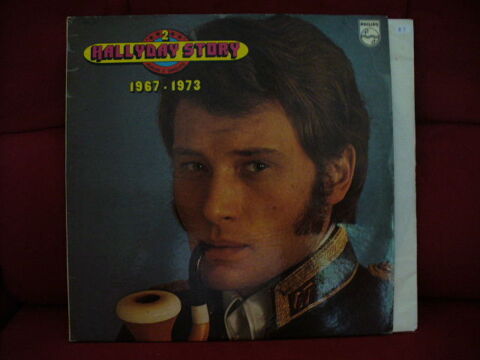 2
HALLYDAY STORY
1967 - 1973
PHILIPS